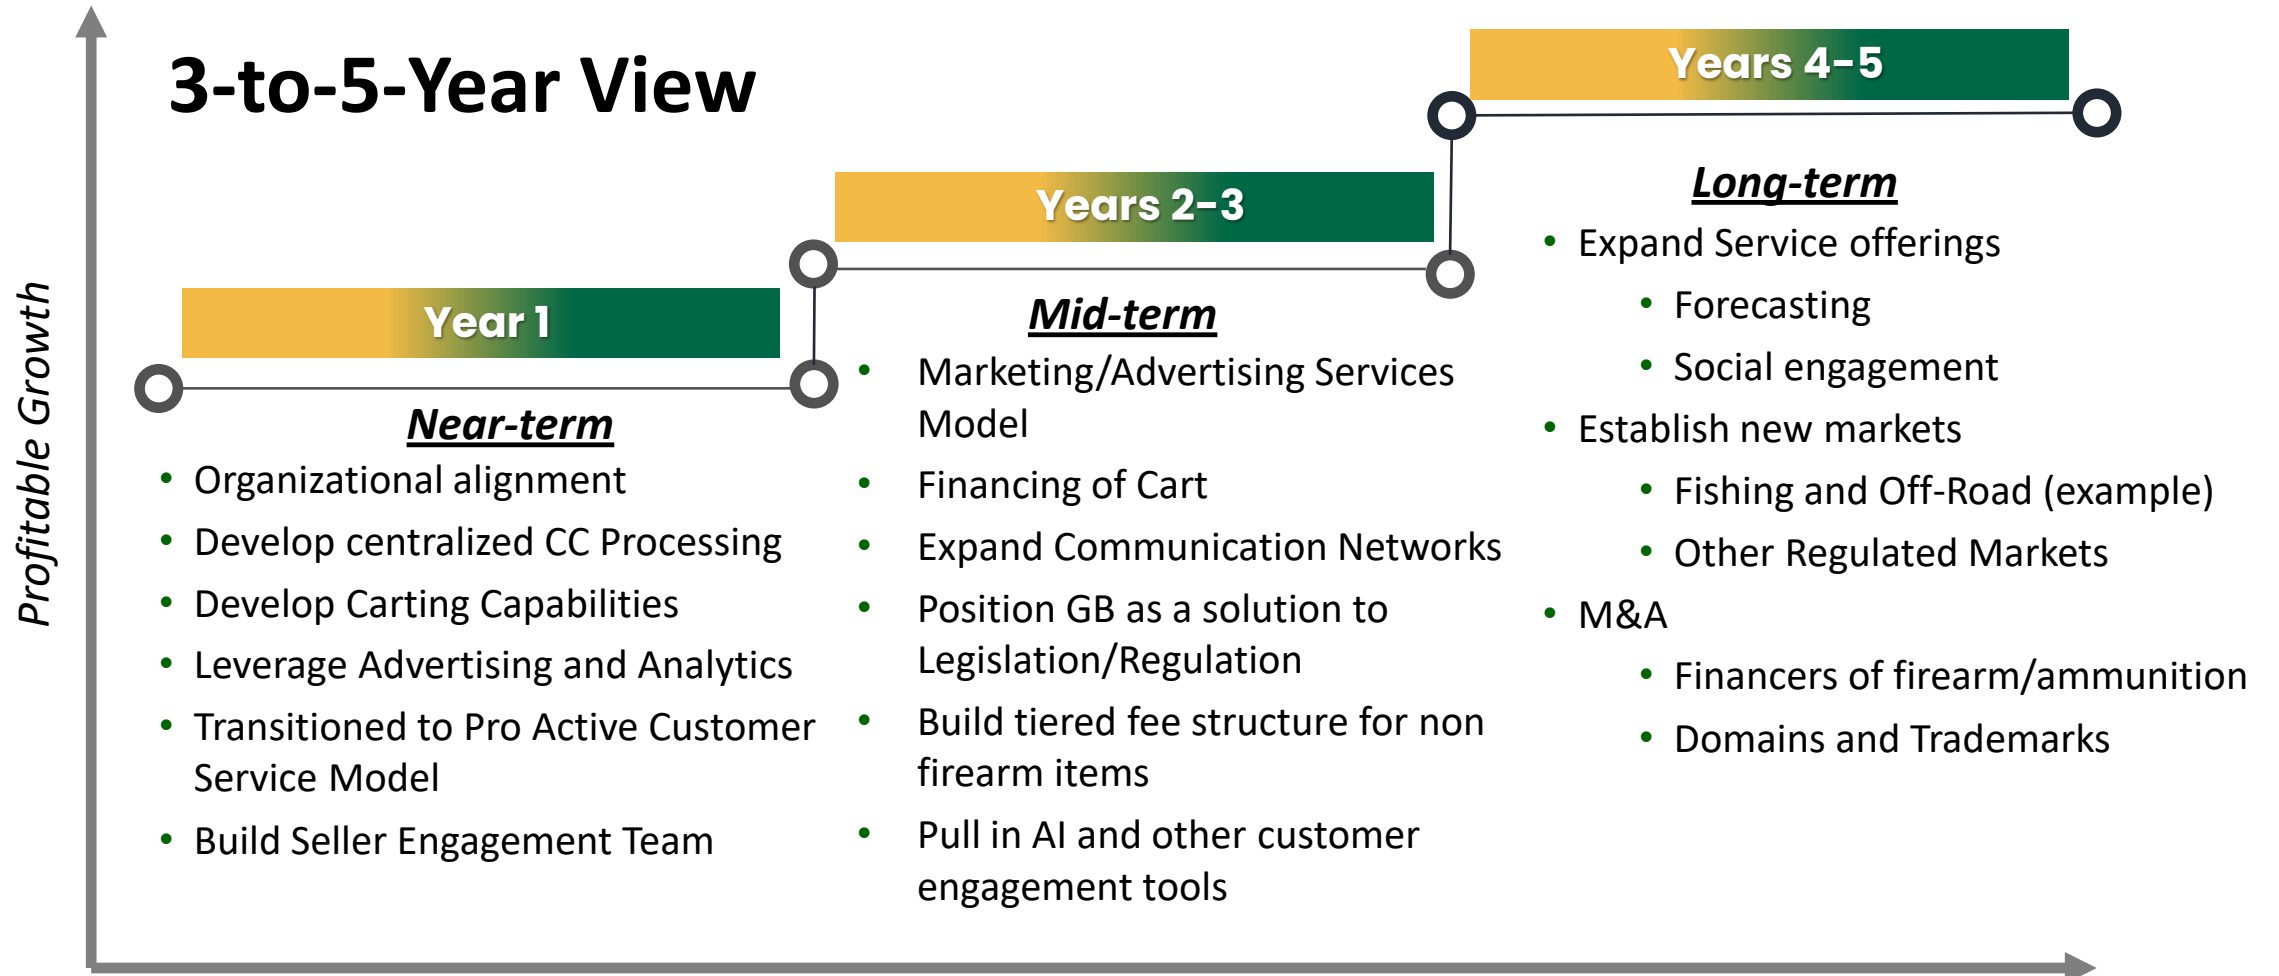 3-to-5-Year View
Profitable Growth
Year 1
Near-term
• Organizational alignment
• Develop centralized CC Processing
• Develop Carting Capabilities
• Leverage Advertising and Analytics
• Transitioned to Pro Active Customer
Service Model
• Build Seller Engagement Team
Years 2-3
Mid-term
• Marketing/Advertising Services
Model
• Financing of Cart
• Expand Communication Networks
• Position GB as a solution to
Legislation/Regulation
• Build tiered fee structure for non
firearm items
• Pull in AI and other customer
engagement tools
Years 4-5
Long-term
• Expand Service offerings
• Forecasting
• Social engagement
• Establish new markets
• Fishing and Off-Road (example)
• Other Regulated Markets
• M&A
• Financers of firearm/ammunition
• Domains and Trademarks